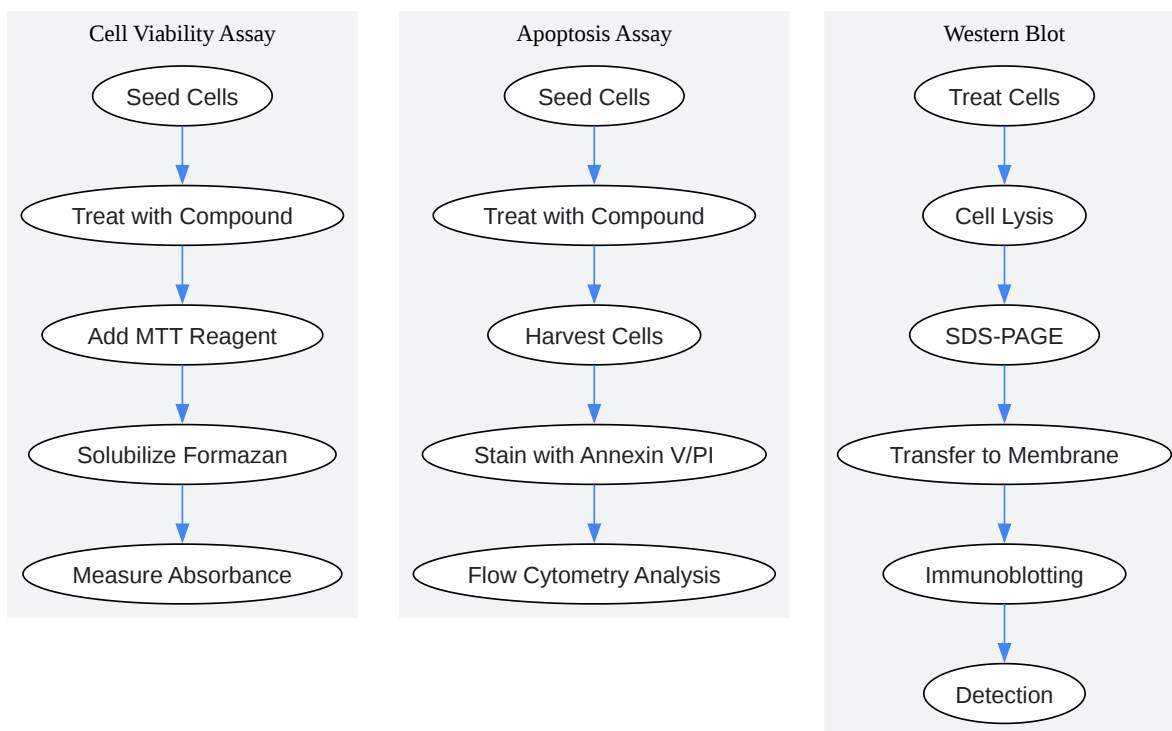 Cell Viability Assay
Seed Cells
Treat with Compound
Add MTT Reagent
Solubilize Formazan
Measure Absorbance
Apoptosis Assay
Seed Cells
Treat with Compound
Harvest Cells
Stain with Annexin V/PI
Flow Cytometry Analysis
Western Blot
Treat Cells
Cell Lysis
SDS-PAGE
Transfer to Membrane
Immunoblotting
Detection